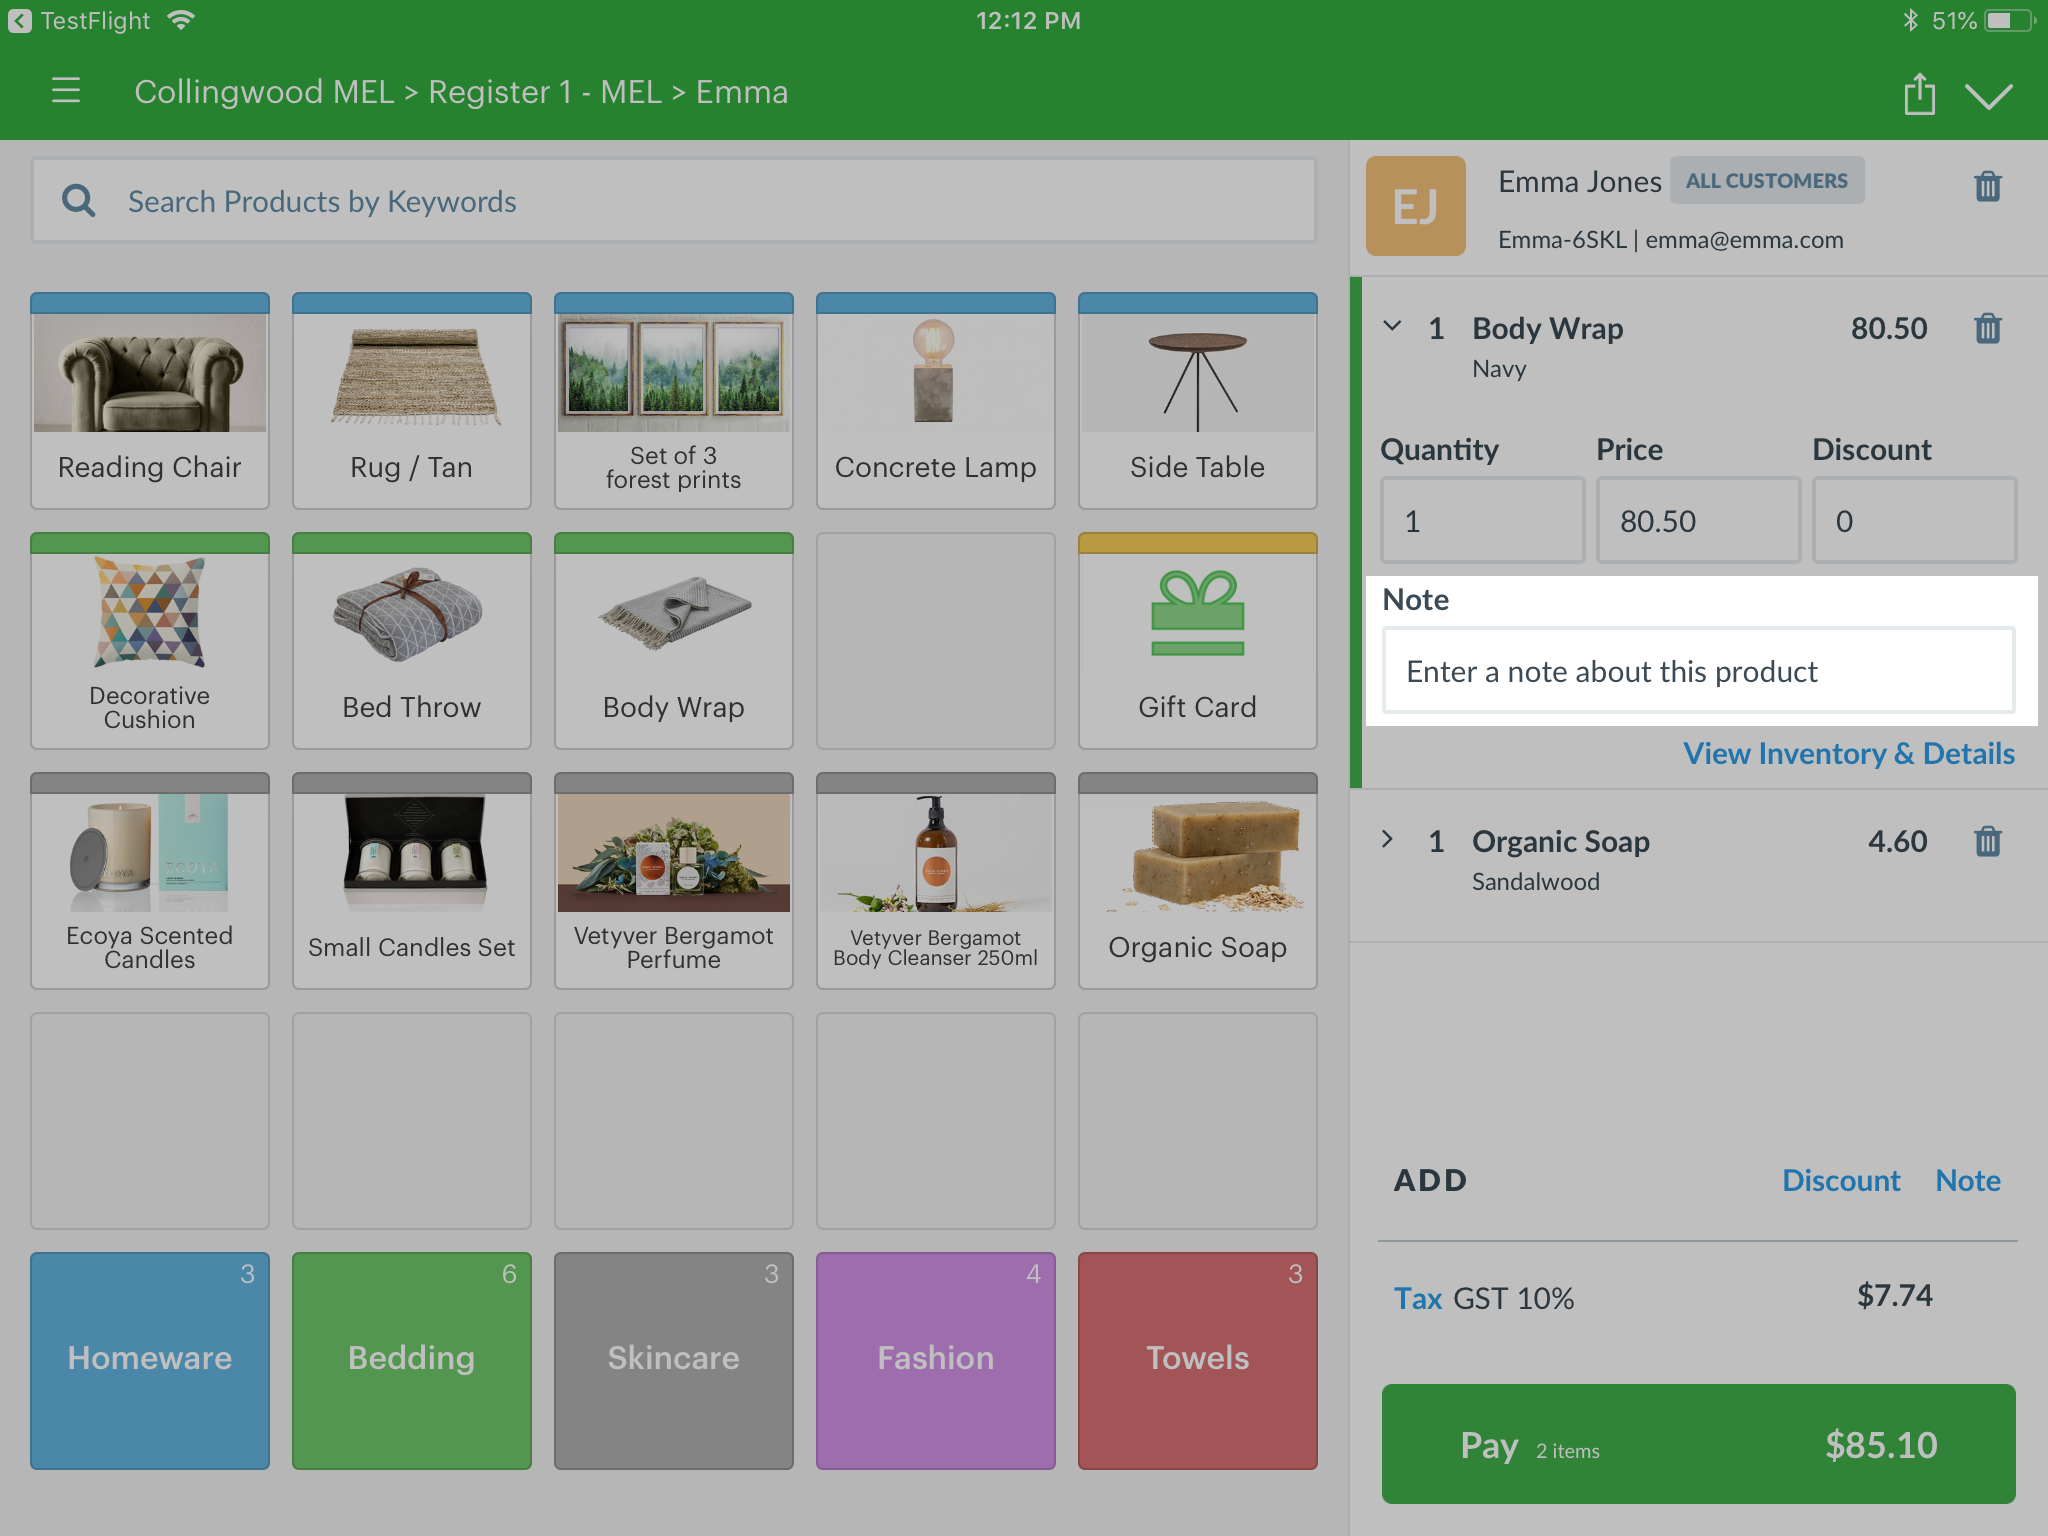 TestFlight
12:12 PM
51%
Collingwood MEL > Register 1 - MEL > Emma
Search Products by Keywords
Reading Chair
Rug / Tan
Set of 3
forest prints
Concrete Lamp
Side Table
Decorative
Cushion
Bed Throw
Body Wrap
Gift Card
ECOYA
ECOYA
Ecoya Scented
Candles
Small Candles Set
Vetyver Bergamot
Perfume
Vetyver Bergamot
Body Cleanser 250ml
Organic Soap
3
Homeware
6
Bedding
3
Skincare
4
Fashion
3
Towels
EJ
Emma Jones ALL CUSTOMERS
Emma-6SKL | emma@emma.com
1 Body Wrap 80.50
Navy
Quantity Price Discount
1 80.50 0
Note
Enter a note about this product
View Inventory & Details
1 Organic Soap 4.60
Sandalwood
ADD Discount Note
Tax GST 10% $7.74
Pay 2 items $85.10